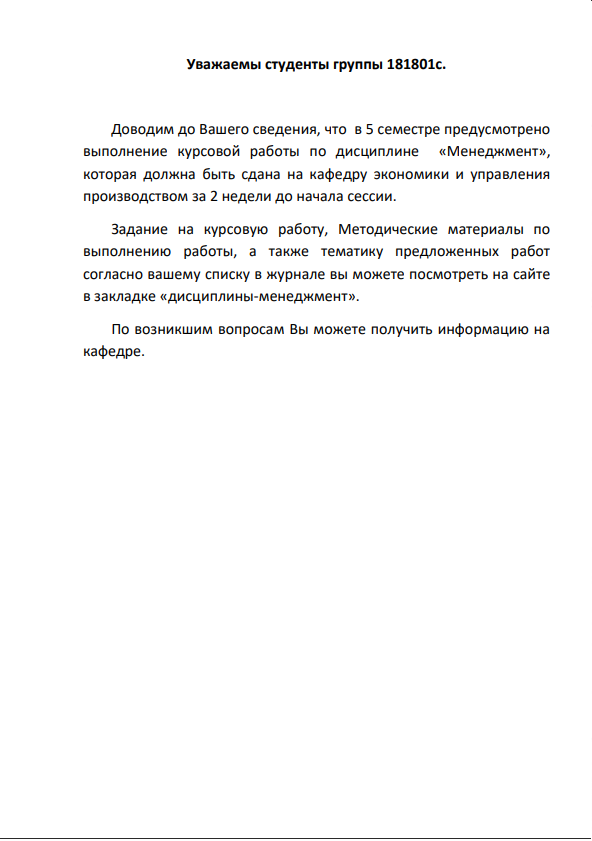 Уважаемы студенты группы 181801с.
Доводим до Вашего сведения, что в 5 семестре предусмотрено
выполнение курсовой работы по дисциплине «Менеджмент»,
которая должна быть сдана на кафедру экономики и управления
производством за 2 недели до начала сессии.
Задание на курсовую работу, Методические материалы по
выполнению работы, а также тематику предложенных работ
согласно вашему списку в журнале вы можете посмотреть на сайте
в закладке «дисциплины-менеджмент».
По возникшим вопросам Вы можете получить информацию на
кафедре.